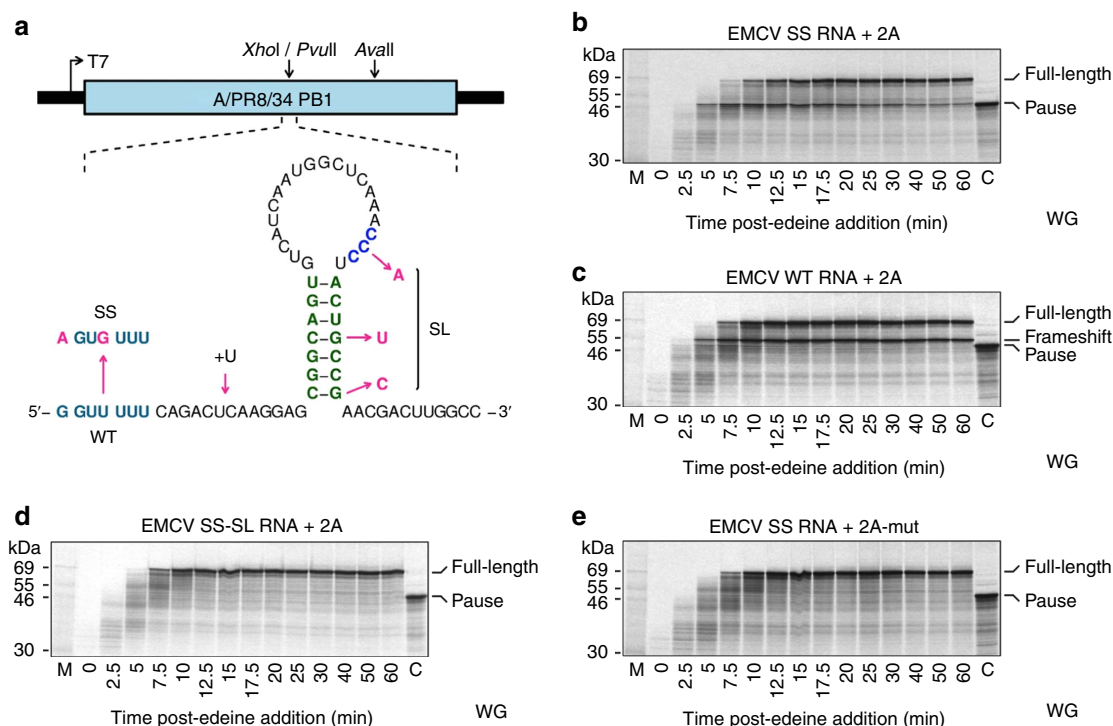 a
XhoI / PvuII AvaII
T7
A/PR8/34 PB1
GUCUACUCAACAAUGGCUCAAACCCU
U–A
G–C
A–U
C–G U
G–C
G–C
C–G C
A
SL
SS
A GUG UUU
+U
5′– G GUU UUU CAGACUCAAGGAG AACGACUUGGCC –3′
WT
b
EMCV SS RNA + 2A
kDa
69
55
46
30
Full-length
Pause
M 0 2.5 5 7.5 10 12.5 15 17.5 20 25 30 40 50 60 C
Time post-edeine addition (min)
WG
c
EMCV WT RNA + 2A
kDa
69
55
46
30
Full-length
Frameshift
Pause
M 0 2.5 5 7.5 10 12.5 15 17.5 20 25 30 40 50 60 C
Time post-edeine addition (min)
WG
d
EMCV SS-SL RNA + 2A
kDa
69
55
46
30
Full-length
Pause
M 0 2.5 5 7.5 10 12.5 15 17.5 20 25 30 40 50 60 C
Time post-edeine addition (min)
WG
e
EMCV SS RNA + 2A-mut
kDa
69
55
46
30
Full-length
Pause
M 0 2.5 5 7.5 10 12.5 15 17.5 20 25 30 40 50 60 C
Time post-edeine addition (min)
WG